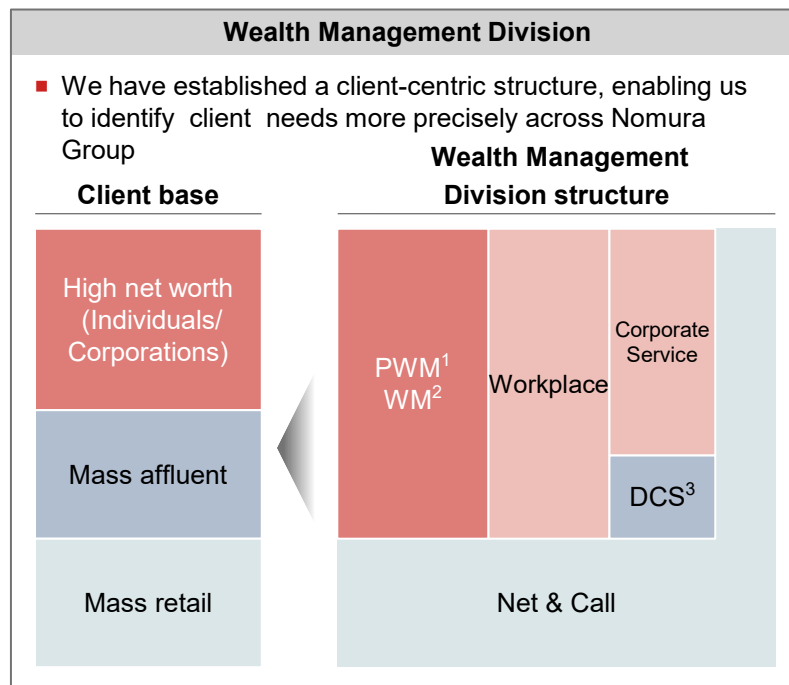 Wealth Management Division
We have established a client-centric structure, enabling us
to identify client needs more precisely across Nomura
Group
Client base
Wealth Management
Division structure
High net worth
(Individuals/
Corporations)
Mass affluent
Mass retail
PWM¹
WM²
Workplace
Corporate
Service
DCS³
Net & Call